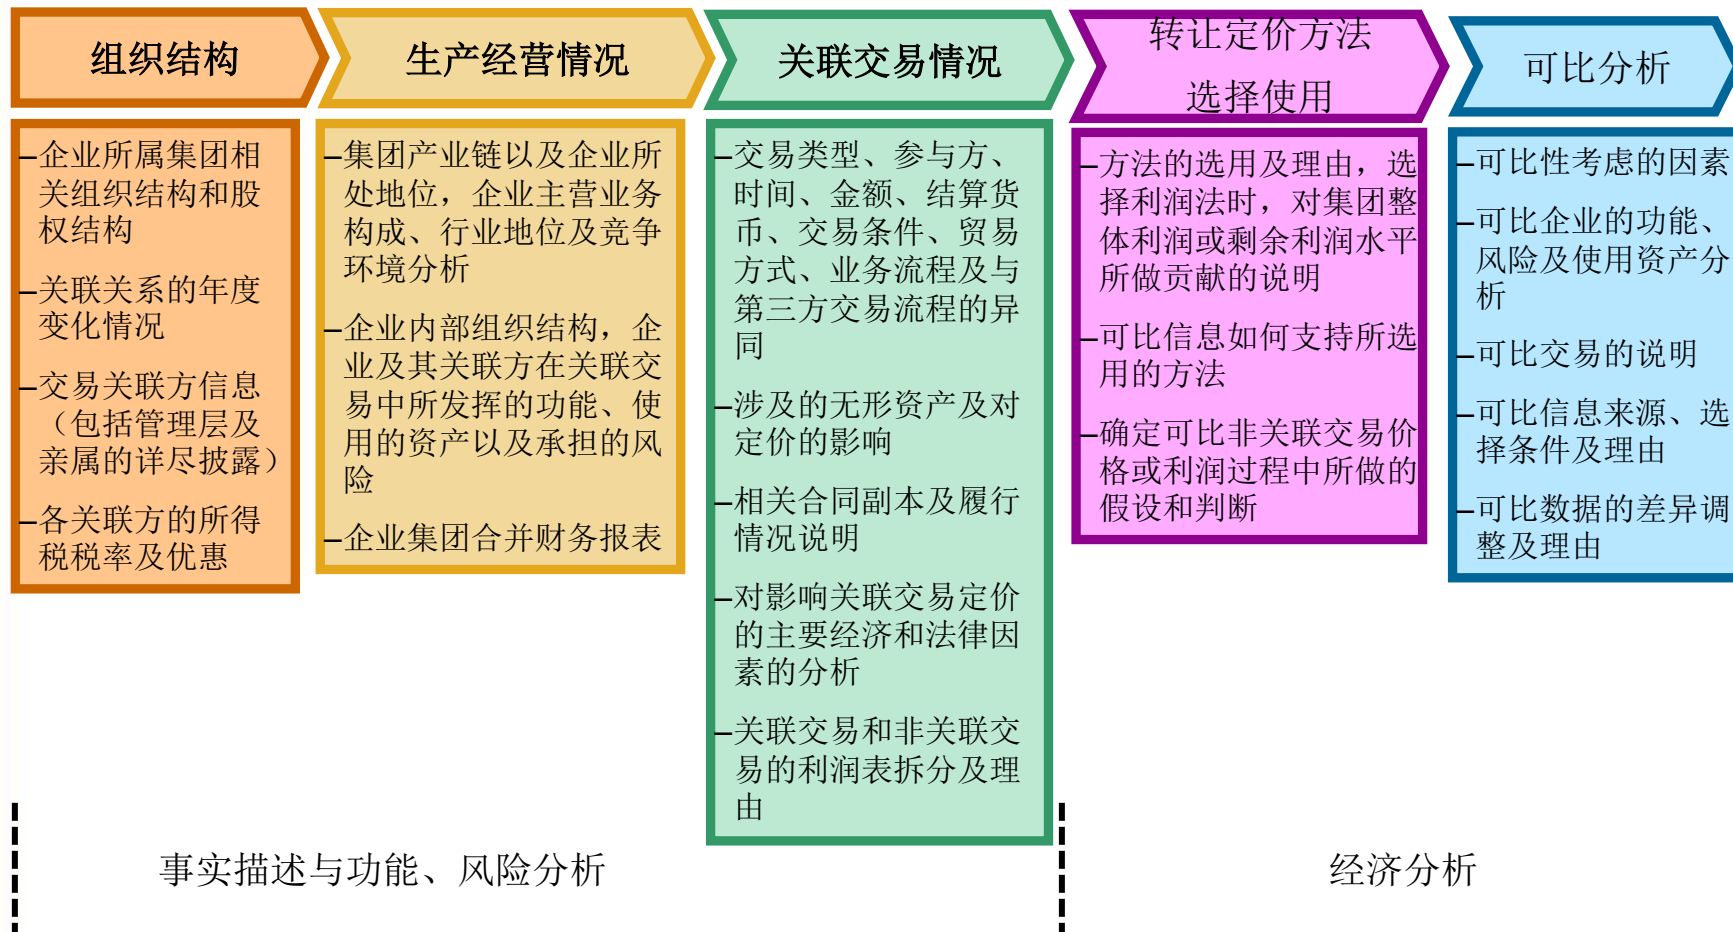 组织结构
–企业所属集团相
关组织结构和股
权结构
–关联关系的年度
变化情况
–交易关联方信息
（包括管理层及
亲属的详尽披露）
–各关联方的所得
税税率及优惠
生产经营情况
–集团产业链以及企业所
处地位，企业主营业务
构成、行业地位及竞争
环境分析
–企业内部组织结构，企
业及其关联方在关联交
易中所发挥的功能、使
用的资产以及承担的风
险
–企业集团合并财务报表
关联交易情况
–交易类型、参与方、
时间、金额、结算货
币、交易条件、贸易
方式、业务流程及与
第三方交易流程的异
同
–涉及的无形资产及对
定价的影响
–相关合同副本及履行
情况说明
–对影响关联交易定价
的主要经济和法律因
素的分析
–关联交易和非关联交
易的利润表拆分及理
由
转让定价方法
选择使用
–方法的选用及理由，选
择利润法时，对集团整
体利润或剩余利润水平
所做贡献的说明
–可比信息如何支持所选
用的方法
–确定可比非关联交易价
格或利润过程中所做的
假设和判断
可比分析
–可比性考虑的因素
–可比企业的功能、
风险及使用资产分
析
–可比交易的说明
–可比信息来源、选
择条件及理由
–可比数据的差异调
整及理由
事实描述与功能、风险分析
经济分析